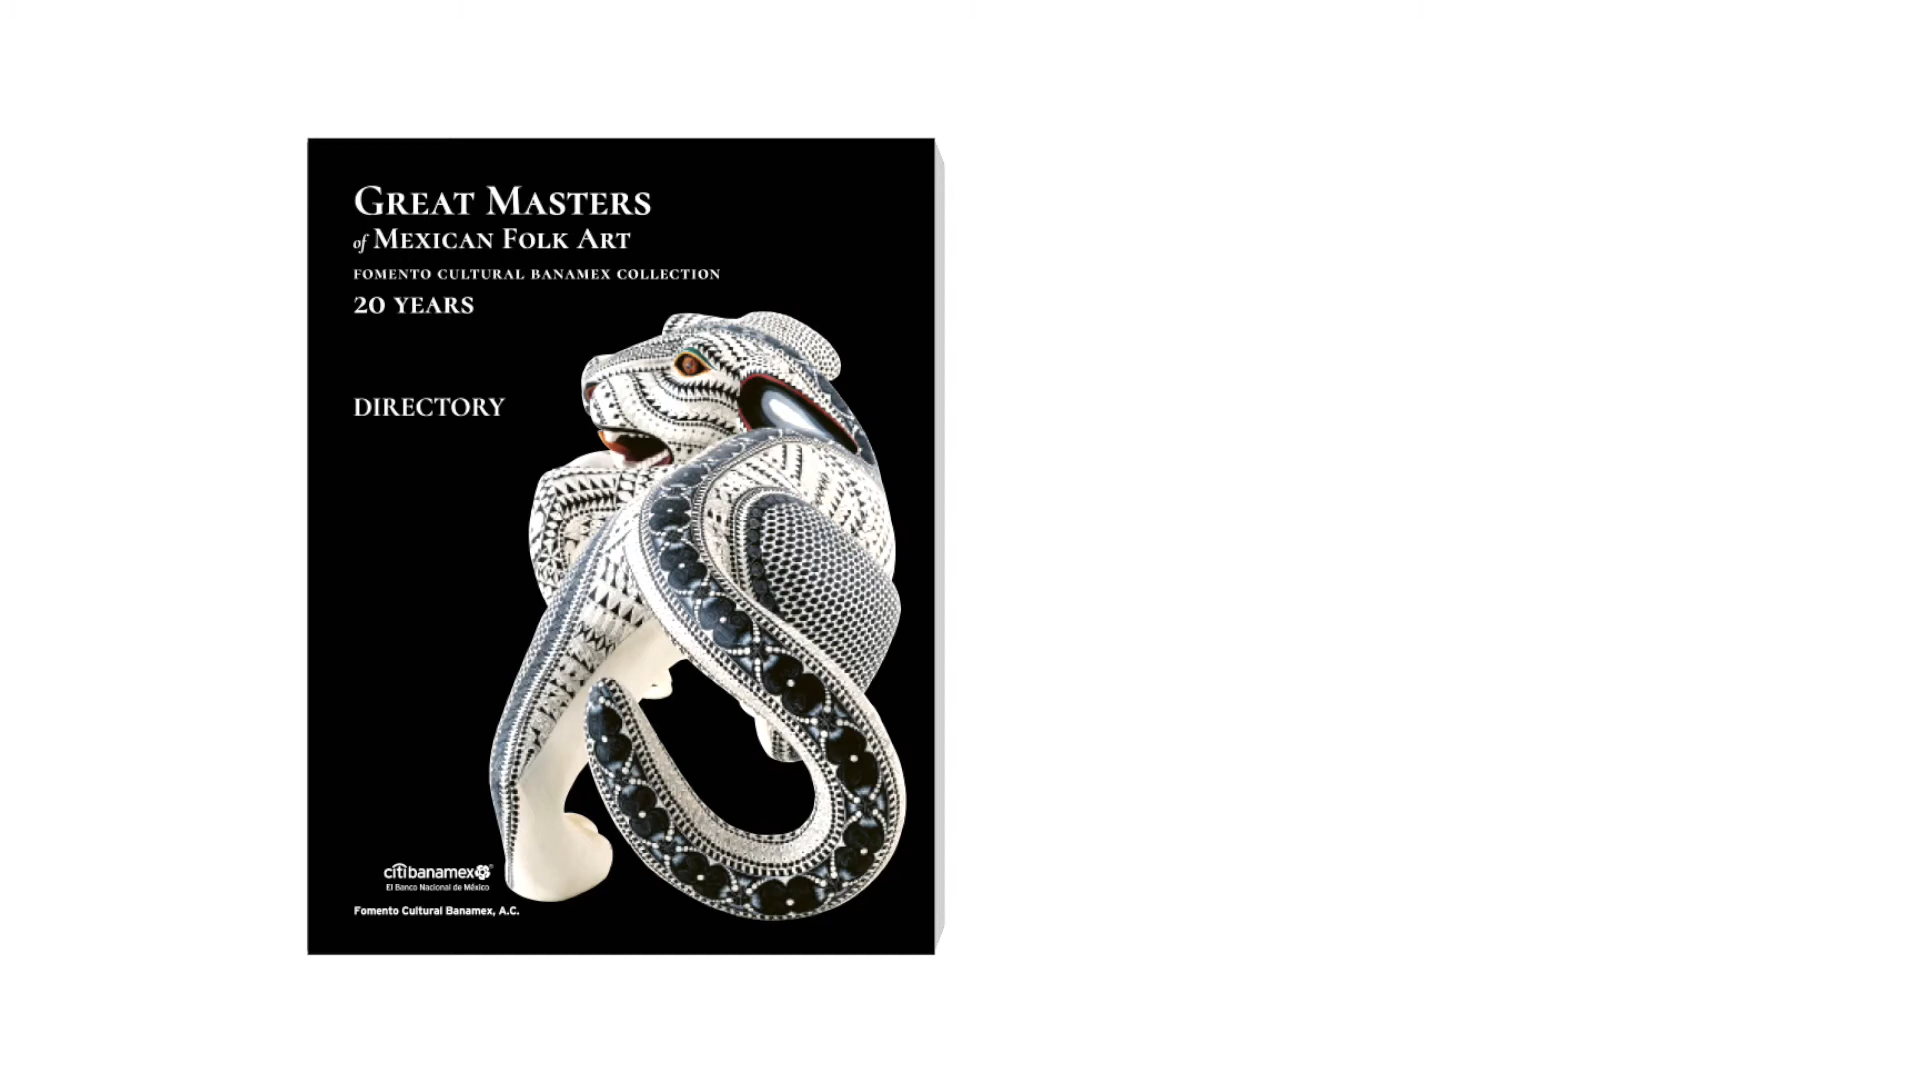 GREAT MASTERS
of MEXICAN FOLK ART
FOMENTO CULTURAL BANAMEX COLLECTION
20 YEARS
DIRECTORY
citibanamex
El Banco Nacional de México
Fomento Cultural Banamex, A.C.